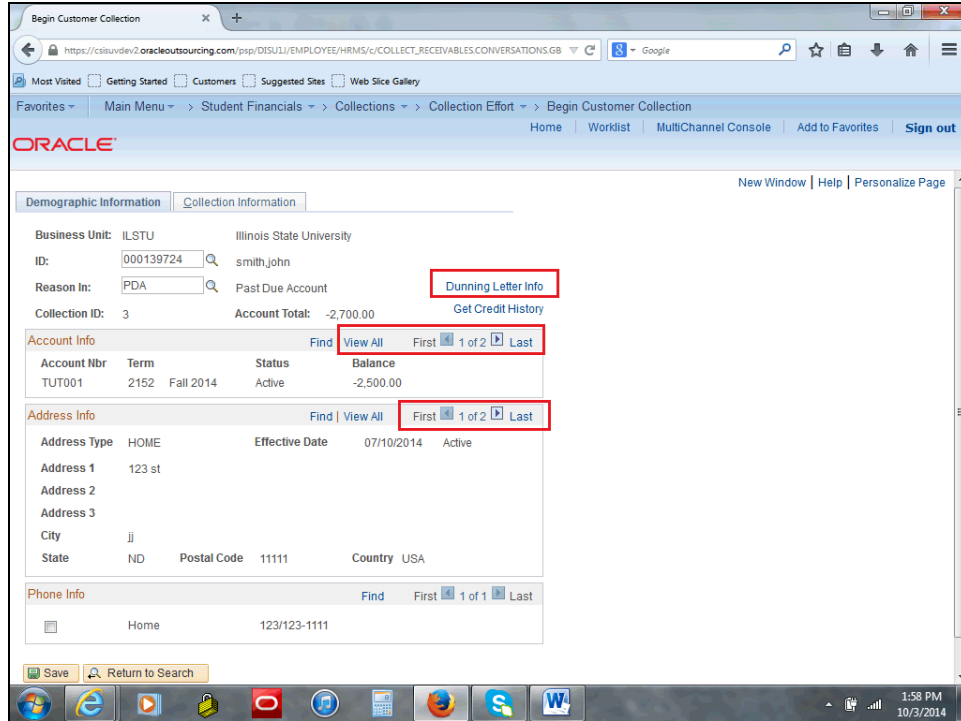 Begin Customer Collection × +
https://csisuvdev2.oracleoutsourcing.com/psp/DISU1J/EMPLOYEE/HRMS/c/COLLECT_RECEIVABLES.CONVERSATIONS.GB Google
Most Visited Getting Started Customers Suggested Sites Web Slice Gallery
Favorites Main Menu > Student Financials > Collections > Collection Effort > Begin Customer Collection
Home Worklist MultiChannel Console Add to Favorites Sign out
ORACLE
New Window | Help | Personalize Page
Demographic Information Collection Information
Business Unit: ILSTU Illinois State University
ID: 000139724 smith,john
Reason In: PDA Past Due Account Dunning Letter Info
Collection ID: 3 Account Total: -2,700.00 Get Credit History
Account Info Find View All First 1 of 2 Last
Account Nbr Term Status Balance
TUT001 2152 Fall 2014 Active -2,500.00
Address Info Find | View All First 1 of 2 Last
Address Type HOME Effective Date 07/10/2014 Active
Address 1 123 st
Address 2
Address 3
City jj
State ND Postal Code 11111 Country USA
Phone Info Find First 1 of 1 Last
Home 123/123-1111
Save Return to Search
1:58 PM
10/3/2014